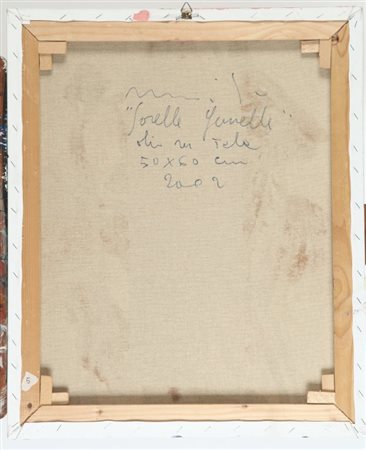 "Sorelle Gemelle"
olio su tela
50x60 cm
2002